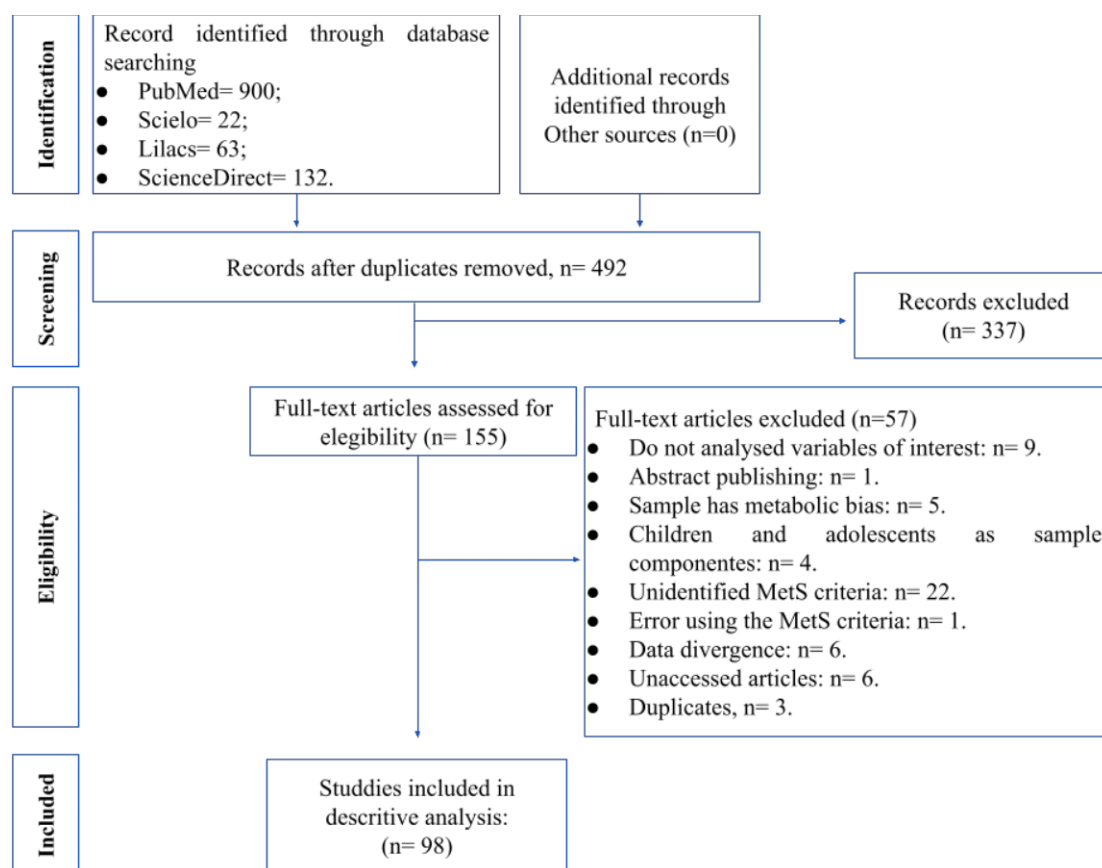 Identification
Record identified through database
searching
● PubMed= 900;
● Scielo= 22;
● Lilacs= 63;
● ScienceDirect= 132.
Additional records
identified through
Other sources (n=0)
Screening
Records after duplicates removed, n= 492
Records excluded
(n= 337)
Eligibility
Full-text articles assessed for
elegibility (n= 155)
Full-text articles excluded (n=57)
● Do not analysed variables of interest: n= 9.
● Abstract publishing: n= 1.
● Sample has metabolic bias: n= 5.
● Children and adolescents as sample
componentes: n= 4.
● Unidentified MetS criteria: n= 22.
● Error using the MetS criteria: n= 1.
● Data divergence: n= 6.
● Unaccessed articles: n= 6.
● Duplicates, n= 3.
Included
Studdies included in
descritive analysis:
(n= 98)